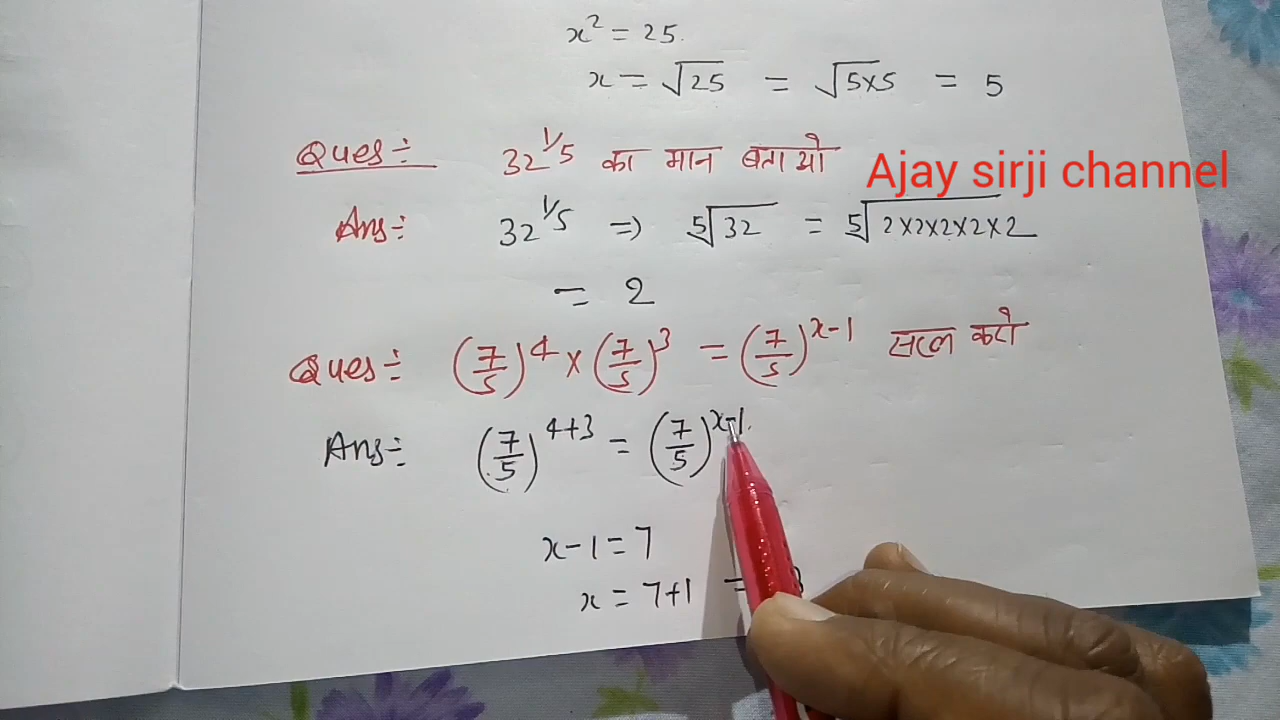 x² = 25.
x = √25 = √5×5 = 5
Ques÷ 32^1/5 का मान बताओ
Ajay sirji channel
Ans÷ 32^1/5 ⇒ ⁵√32 = ⁵√2×2×2×2×2
= 2
Ques÷ (7/5)^4 × (7/5)^3 = (7/5)^x-1 सरल करो
Ans÷ (7/5)^4+3 = (7/5)^x-1.
x-1 = 7
x = 7+1 =